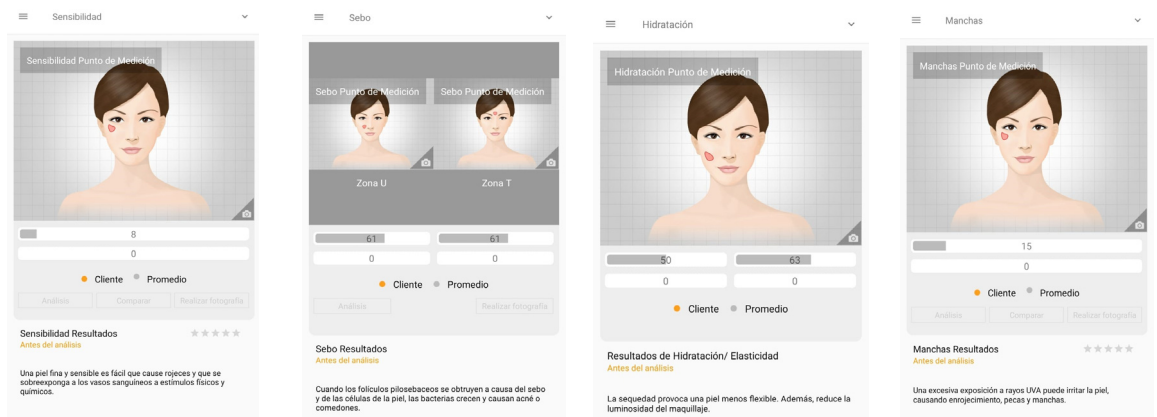 Sensibilidad
Sensibilidad Punto de Medición
8
0
Cliente Promedio
Análisis Comparar Realizar fotografía
Sensibilidad Resultados
Antes del análisis
Una piel fina y sensible es fácil que cause rojeces y que se
sobreexponga a los vasos sanguíneos a estímulos físicos y
químicos.
Sebo
Sebo Punto de Medición Sebo Punto de Medición
Zona U Zona T
61 61
0 0
Cliente Promedio
Análisis Realizar fotografía
Sebo Resultados
Antes del análisis
Cuando los folículos pilosebaceos se obtruyen a causa del sebo
y de las células de la piel, las bacterias crecen y causan acné o
comedones.
Hidratación
Hidratación Punto de Medición
50 63
0 0
Cliente Promedio
Resultados de Hidratación/ Elasticidad
Antes del análisis
La sequedad provoca una piel menos flexible. Además, reduce la
luminosidad del maquillaje.
Manchas
Manchas Punto de Medición
15
0
Cliente Promedio
Análisis Comparar Realizar fotografía
Manchas Resultados
Antes del análisis
Una excesiva exposición a rayos UVA puede irritar la piel,
causando enrojecimiento, pecas y manchas.